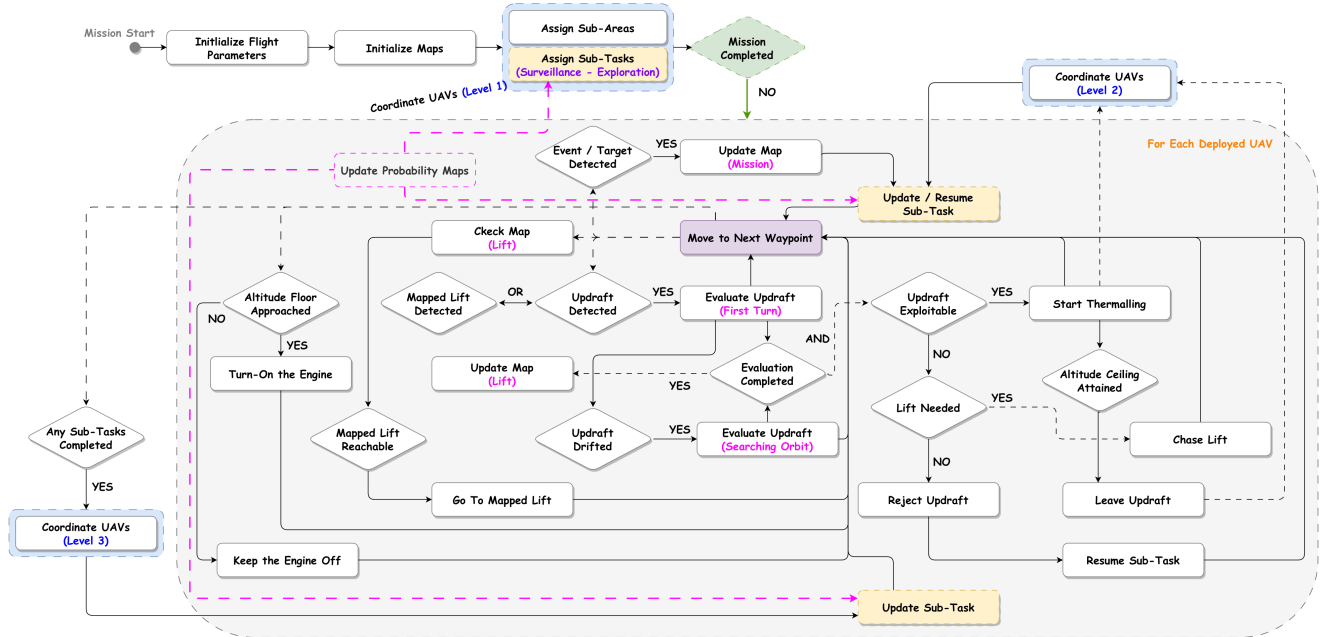 Mission Start
Initlialize Flight
Parameters
Initialize Maps
Assign Sub-Areas
Assign Sub-Tasks
(Surveillance - Exploration)
Coordinate UAVs (Level 1)
Mission
Completed
NO
Coordinate UAVs
(Level 2)
For Each Deployed UAV
Event / Target
Detected
YES
Update Map
(Mission)
Update Probability Maps
Update / Resume
Sub-Task
Ckeck Map
(Lift)
Move to Next Waypoint
Altitude Floor
Approached
NO
YES
Mapped Lift
Detected
OR
Updraft
Detected
YES
Evaluate Updraft
(First Turn)
Updraft
Exploitable
YES
Start Thermalling
AND
NO
Turn-On the Engine
Update Map
(Lift)
YES
Evaluation
Completed
Altitude Ceiling
Attained
Lift Needed
YES
Any Sub-Tasks
Completed
YES
Mapped Lift
Reachable
Updraft
Drifted
YES
Evaluate Updraft
(Searching Orbit)
Chase Lift
NO
Go To Mapped Lift
Reject Updraft
Leave Updraft
Coordinate UAVs
(Level 3)
Keep the Engine Off
Resume Sub-Task
Update Sub-Task